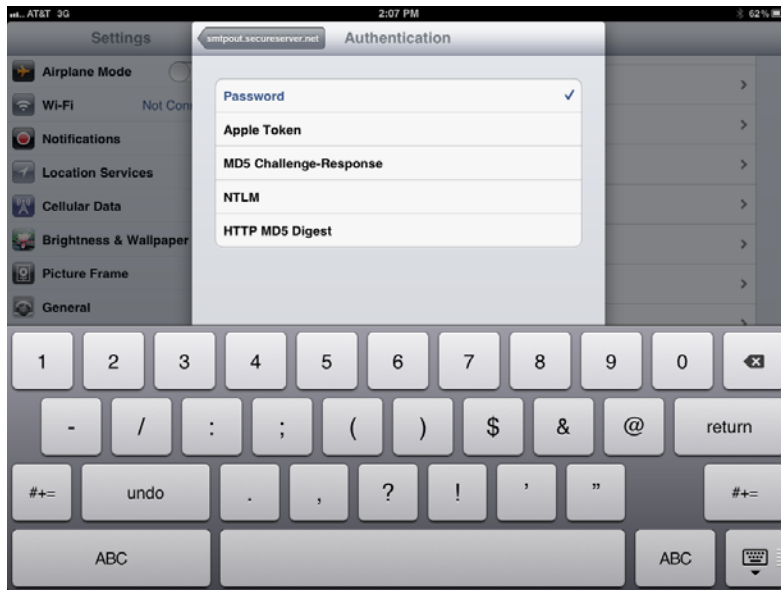 AT&T 3G 2:07 PM 62%
Settings
smtpout.secureserver.net
Authentication
Airplane Mode
Wi-Fi Not Con
Notifications
Location Services
Cellular Data
Brightness & Wallpaper
Picture Frame
General
Password
Apple Token
MD5 Challenge-Response
NTLM
HTTP MD5 Digest
1 2 3 4 5 6 7 8 9 0
- / : ; ( ) $ & @ return
#+= undo . , ? ! ' " #+=
ABC ABC